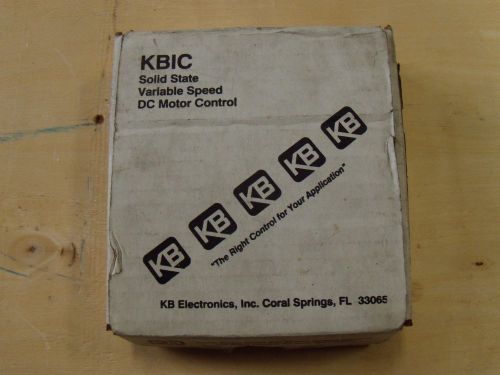 KBIC
Solid State
Variable Speed
DC Motor Control
KB KB KB KB KB
"The Right Control for Your Application"
KB Electronics, Inc. Coral Springs, FL 33065